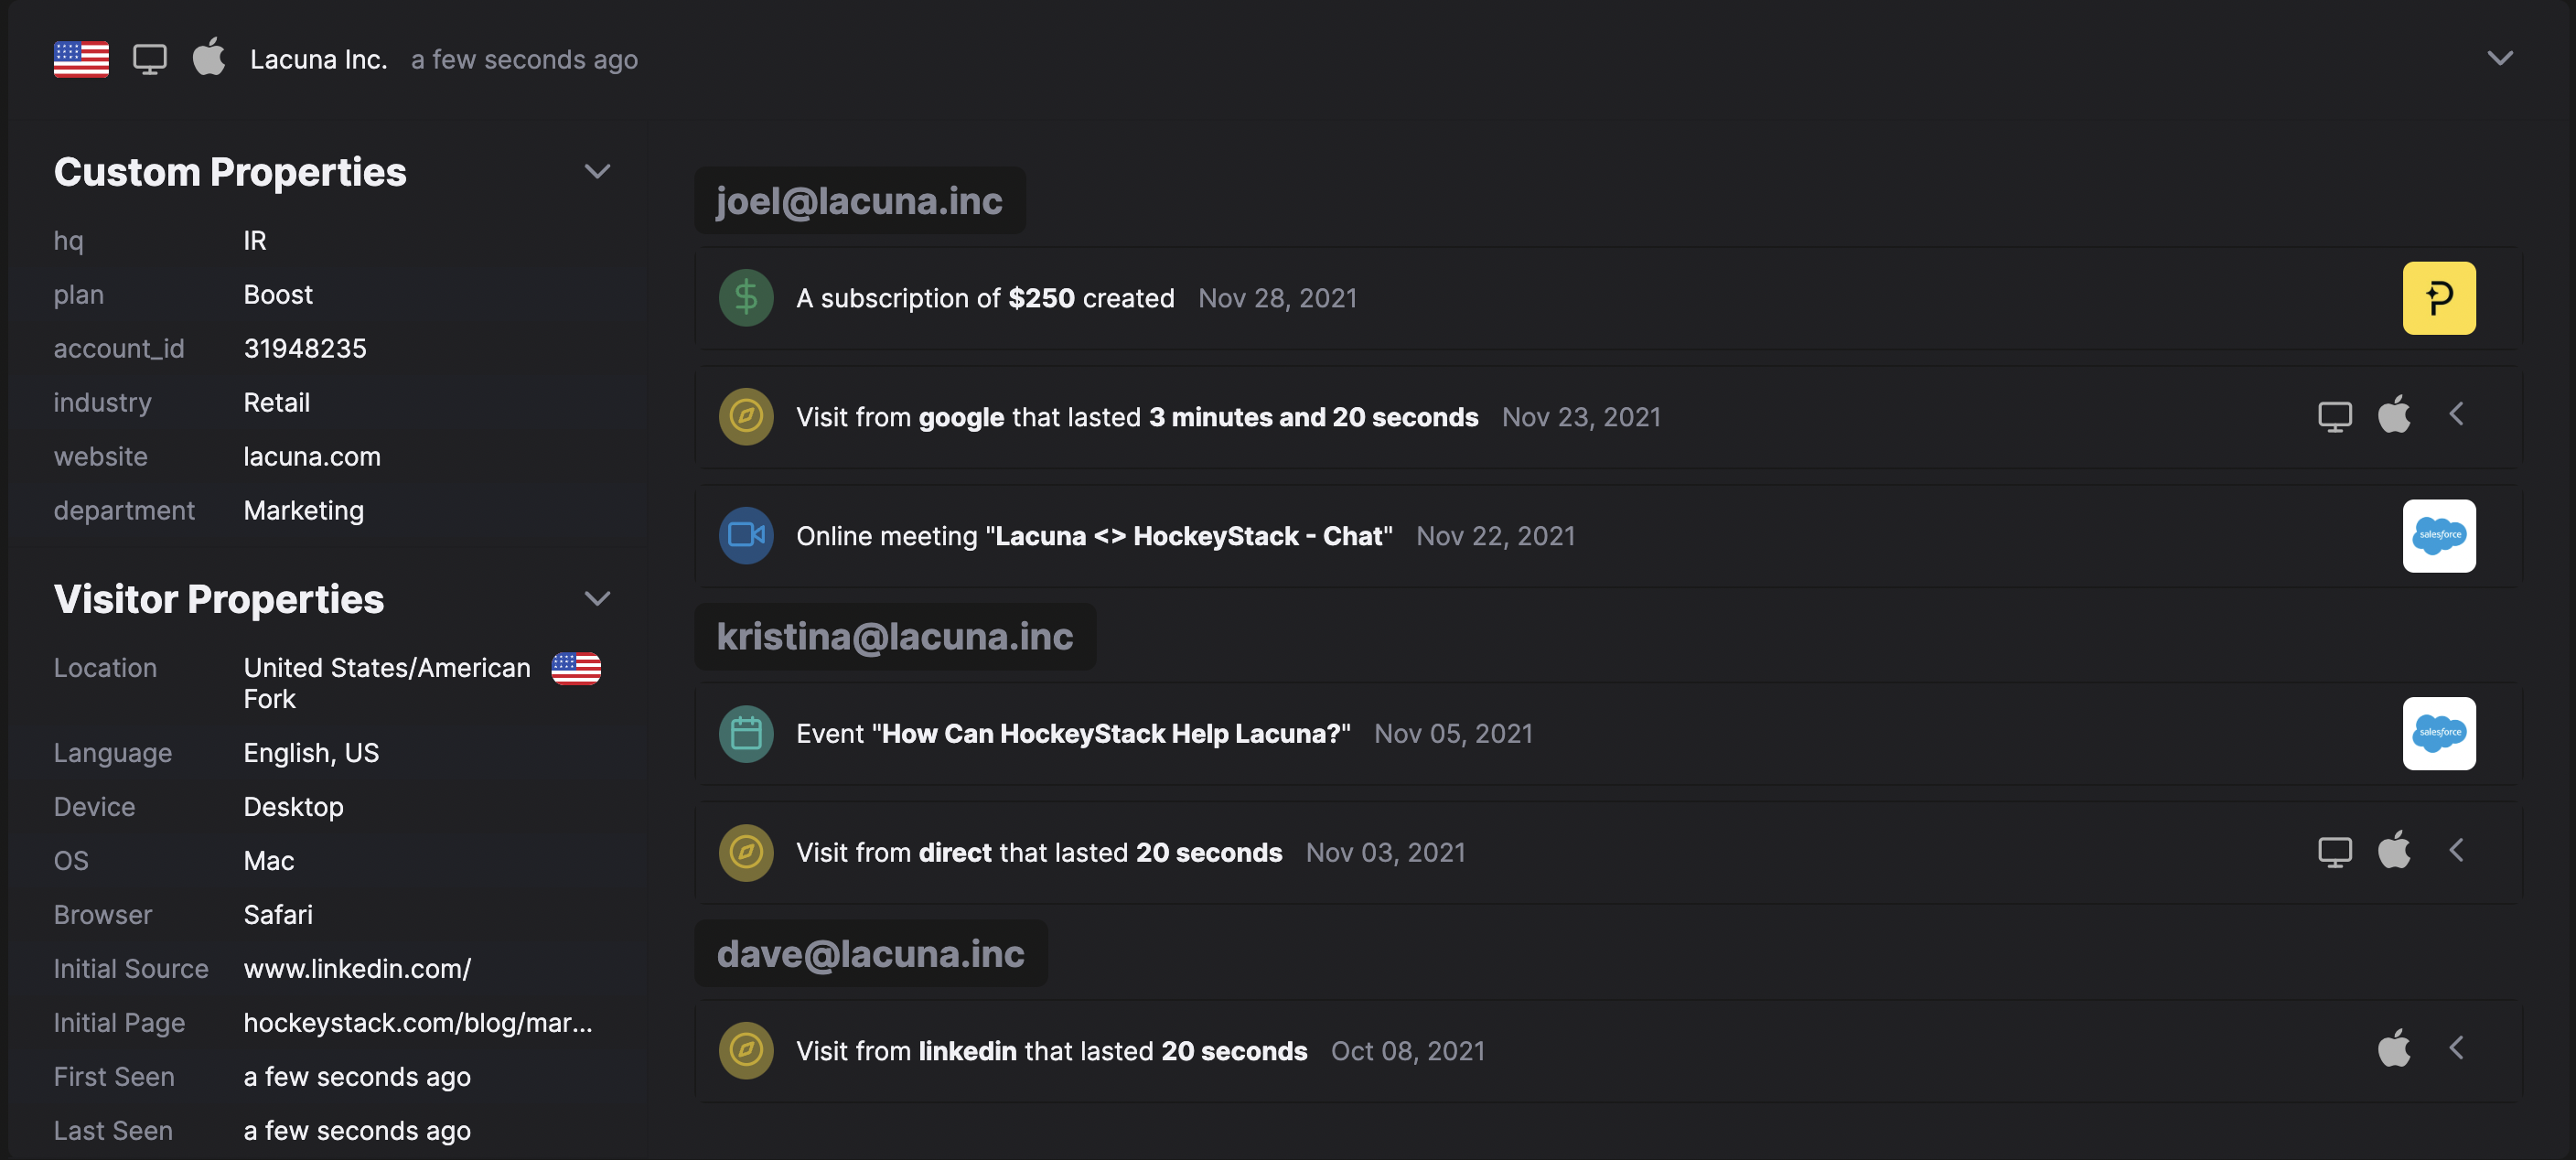 Lacuna Inc. a few seconds ago
Custom Properties
hq IR
plan Boost
account_id 31948235
industry Retail
website lacuna.com
department Marketing
Visitor Properties
Location United States/American
Fork
Language English, US
Device Desktop
OS Mac
Browser Safari
Initial Source www.linkedin.com/
Initial Page hockeystack.com/blog/mar...
First Seen a few seconds ago
Last Seen a few seconds ago
joel@lacuna.inc
A subscription of $250 created Nov 28, 2021
Visit from google that lasted 3 minutes and 20 seconds Nov 23, 2021
Online meeting "Lacuna <> HockeyStack - Chat" Nov 22, 2021
salesforce
kristina@lacuna.inc
Event "How Can HockeyStack Help Lacuna?" Nov 05, 2021
salesforce
Visit from direct that lasted 20 seconds Nov 03, 2021
dave@lacuna.inc
Visit from linkedin that lasted 20 seconds Oct 08, 2021